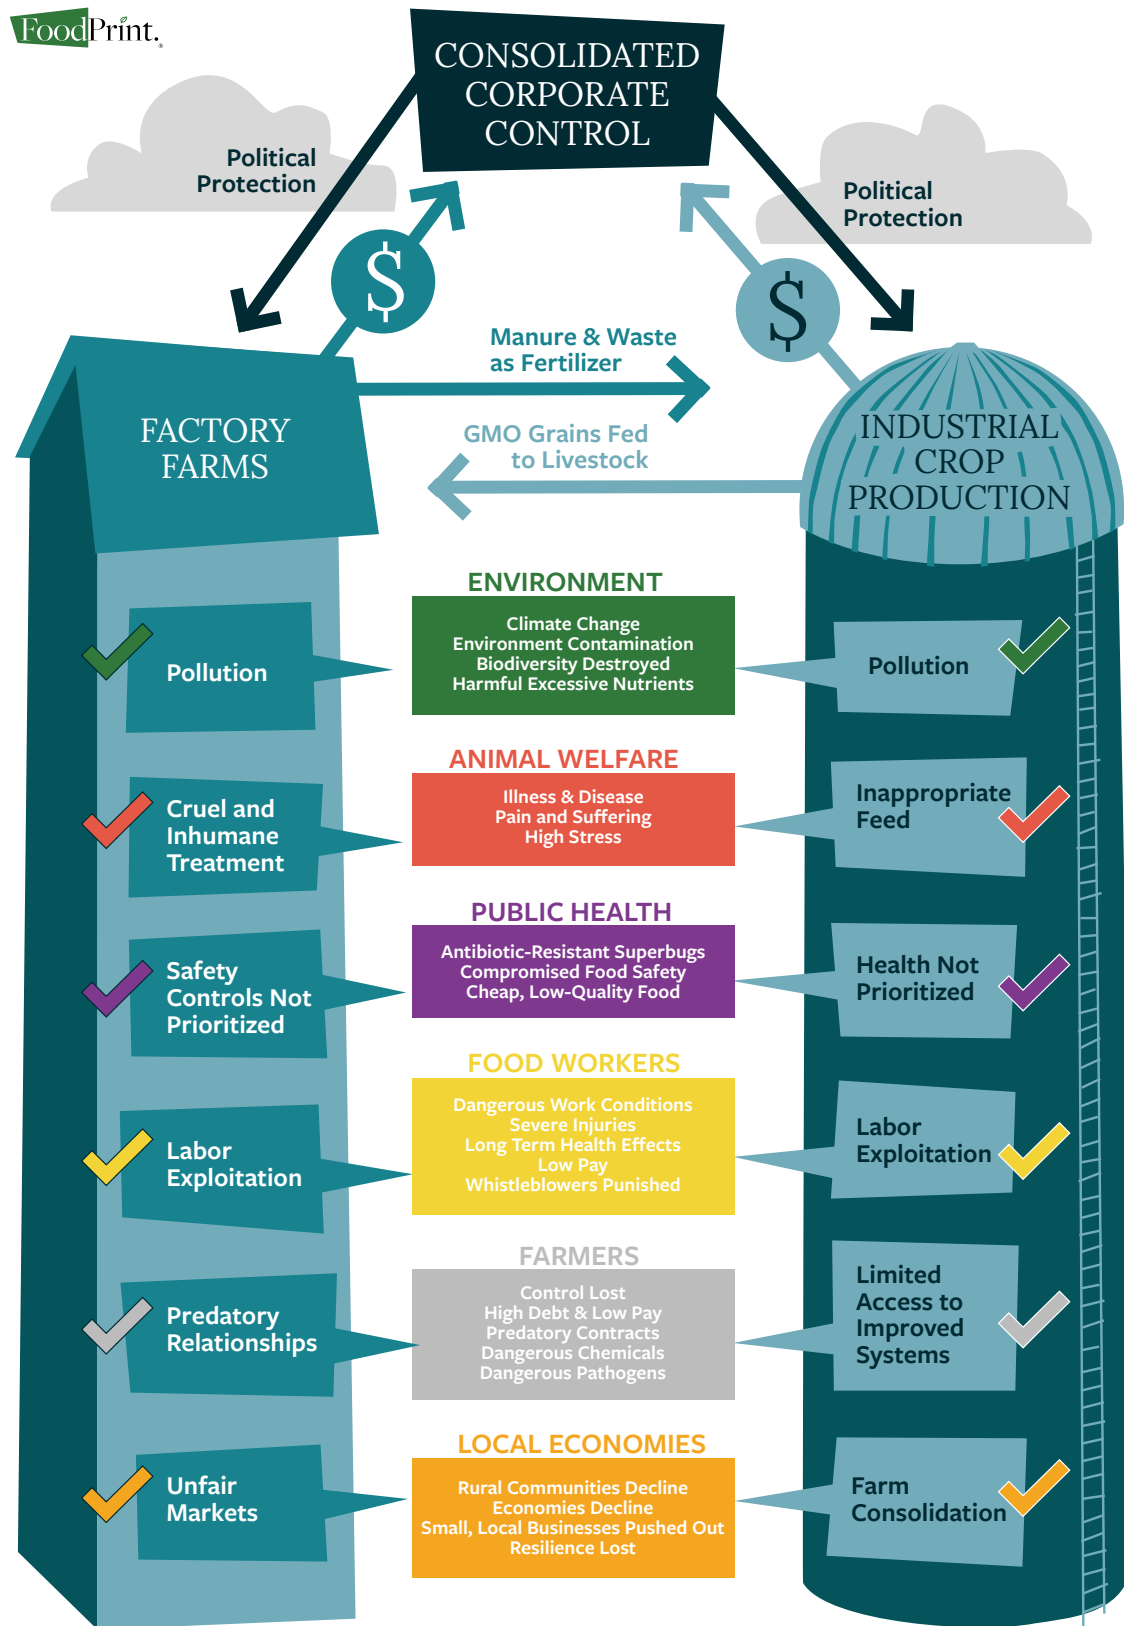 FoodPrint.
CONSOLIDATED
CORPORATE
CONTROL
Political
Protection
Political
Protection
$
$
Manure & Waste
as Fertilizer
GMO Grains Fed
to Livestock
FACTORY
FARMS
INDUSTRIAL
CROP
PRODUCTION
ENVIRONMENT
Climate Change
Environment Contamination
Biodiversity Destroyed
Harmful Excessive Nutrients
Pollution
Pollution
ANIMAL WELFARE
Illness & Disease
Pain and Suffering
High Stress
Cruel and
Inhumane
Treatment
Inappropriate
Feed
PUBLIC HEALTH
Antibiotic-Resistant Superbugs
Compromised Food Safety
Cheap, Low-Quality Food
Safety
Controls Not
Prioritized
Health Not
Prioritized
FOOD WORKERS
Dangerous Work Conditions
Severe Injuries
Long Term Health Effects
Low Pay
Whistleblowers Punished
Labor
Exploitation
Labor
Exploitation
FARMERS
Control Lost
High Debt & Low Pay
Predatory Contracts
Dangerous Chemicals
Dangerous Pathogens
Predatory
Relationships
Limited
Access to
Improved
Systems
LOCAL ECONOMIES
Rural Communities Decline
Economies Decline
Small, Local Businesses Pushed Out
Resilience Lost
Unfair
Markets
Farm
Consolidation